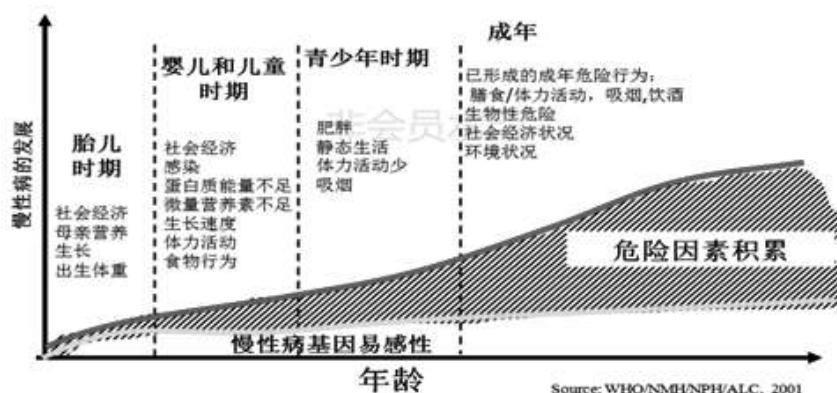 慢性病的发展
胎儿
时期
社会经济
母亲营养
生长
出生体重
婴儿和儿童
时期
社会经济
感染
蛋白质能量不足
微量营养素不足
生长速度
体力活动
食物行为
青少年时期
肥胖
静态生活
体力活动少
吸烟
成年
已形成的成年危险行为：
膳食/体力活动，吸烟,饮酒
生物性危险
社会经济状况
环境状况
非会员水
危险因素积累
慢性病基因易感性
年龄
Source: WHO/NMH/NPH/ALC, 2001